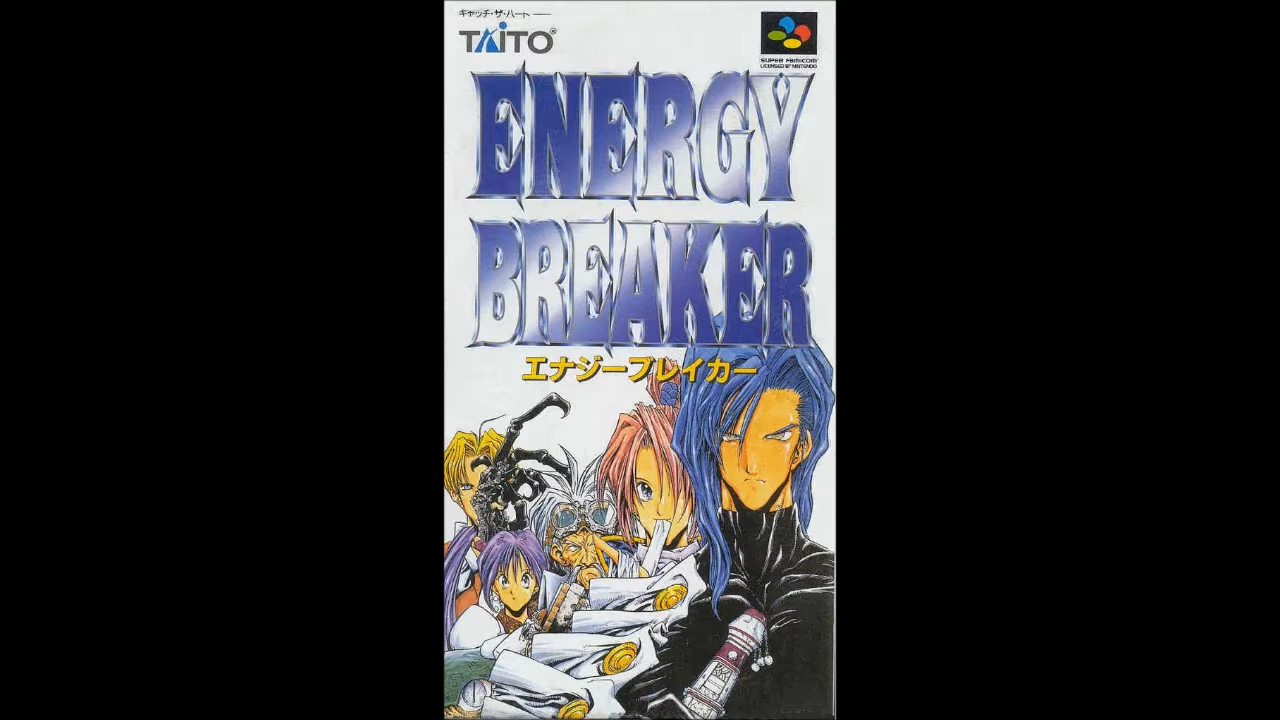 キャッチ・ザ・ハート
TAITO®
SUPER FAMICOM
LICENSED BY NINTENDO
ENERGY
BREAKER
エナジーブレイカー